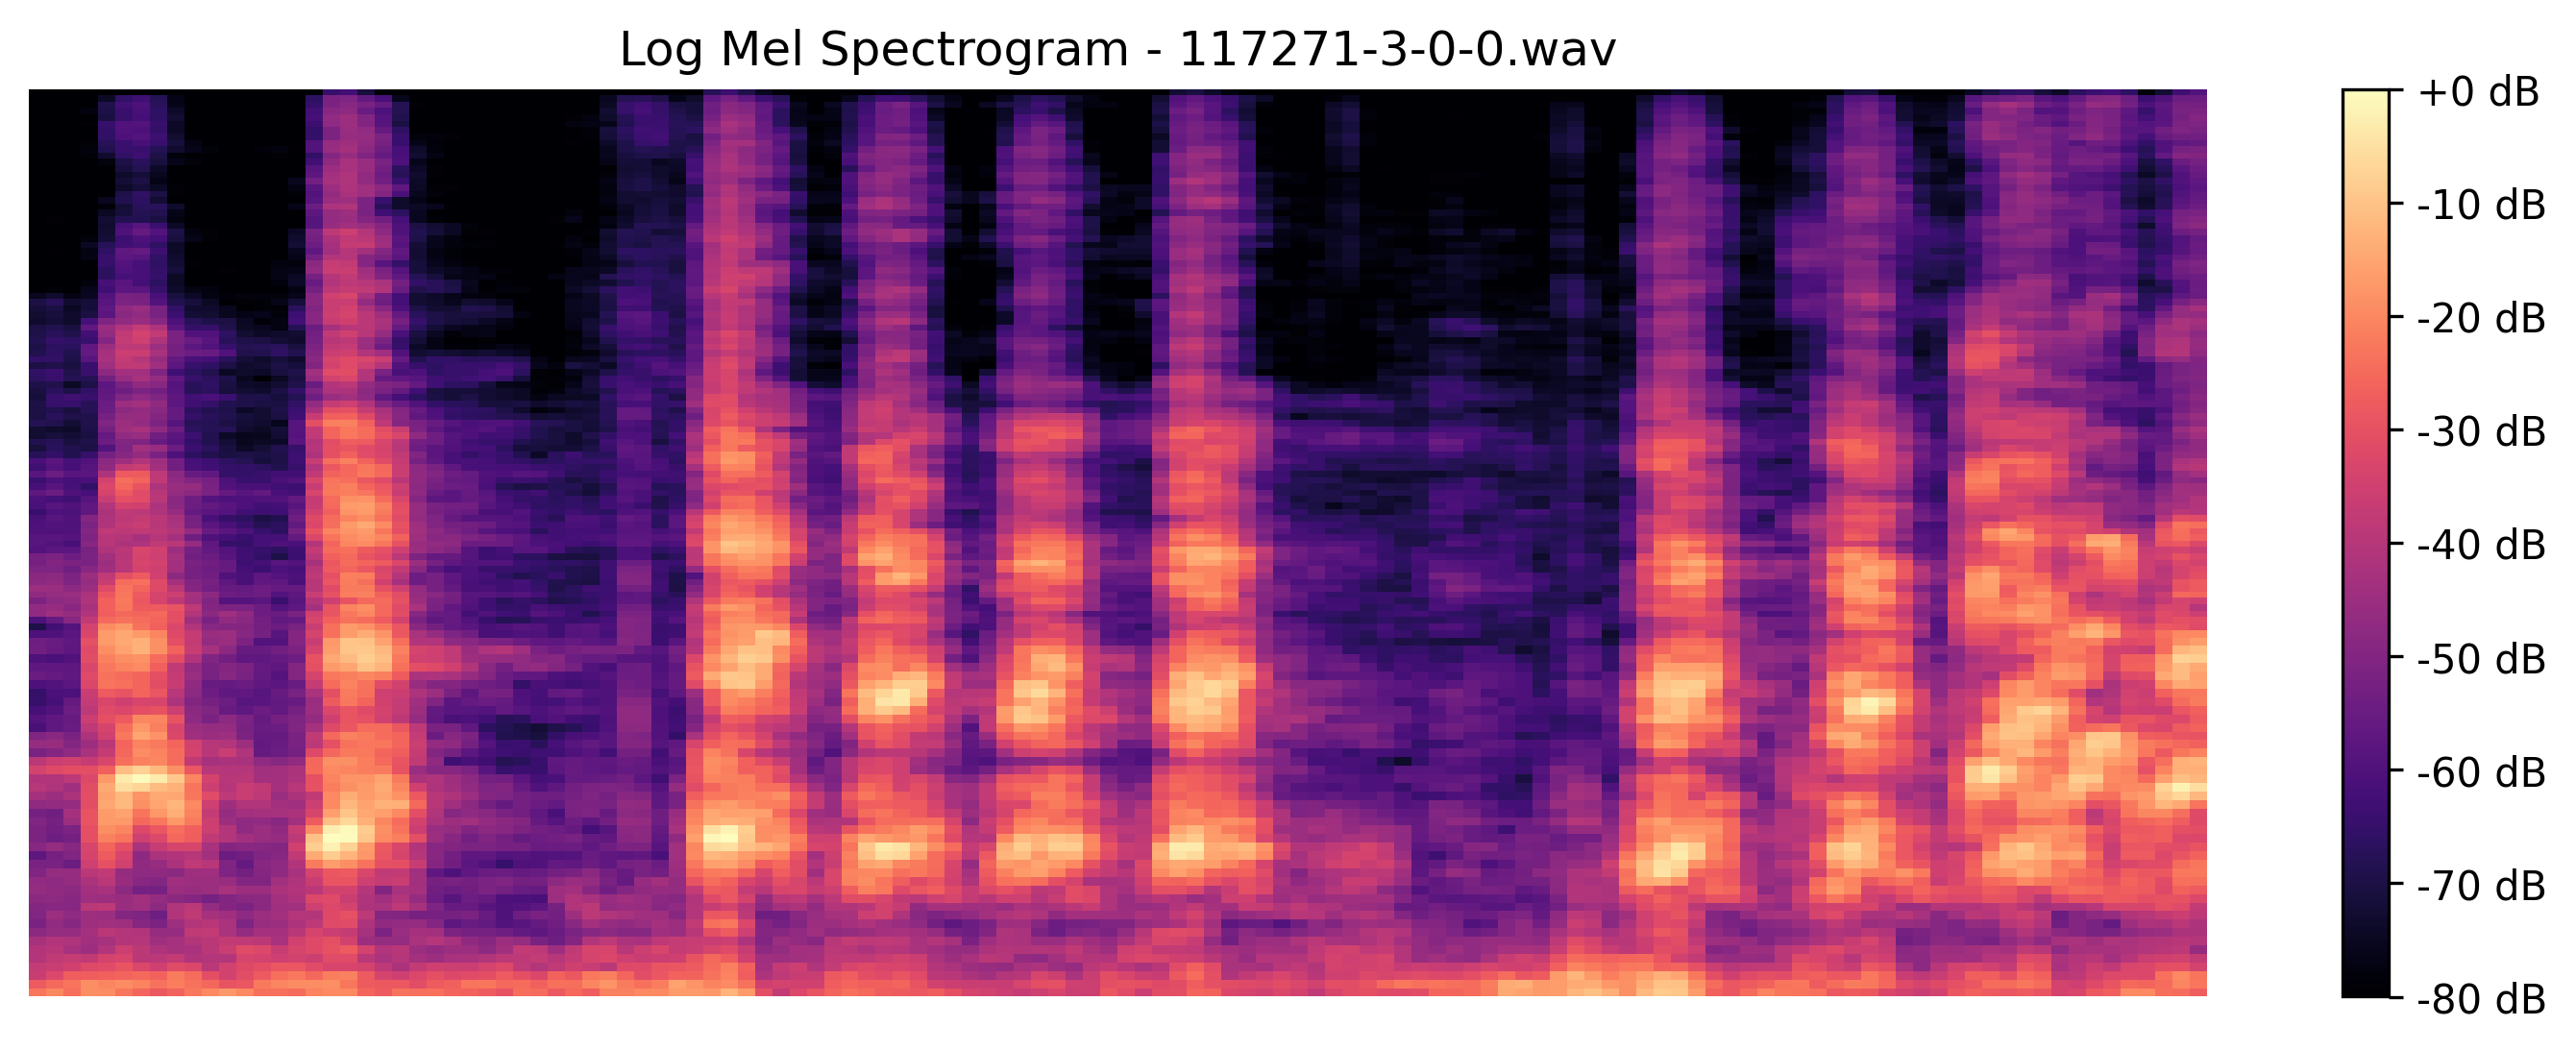 Log Mel Spectrogram - 117271-3-0-0.wav
+0 dB
-10 dB
-20 dB
-30 dB
-40 dB
-50 dB
-60 dB
-70 dB
-80 dB